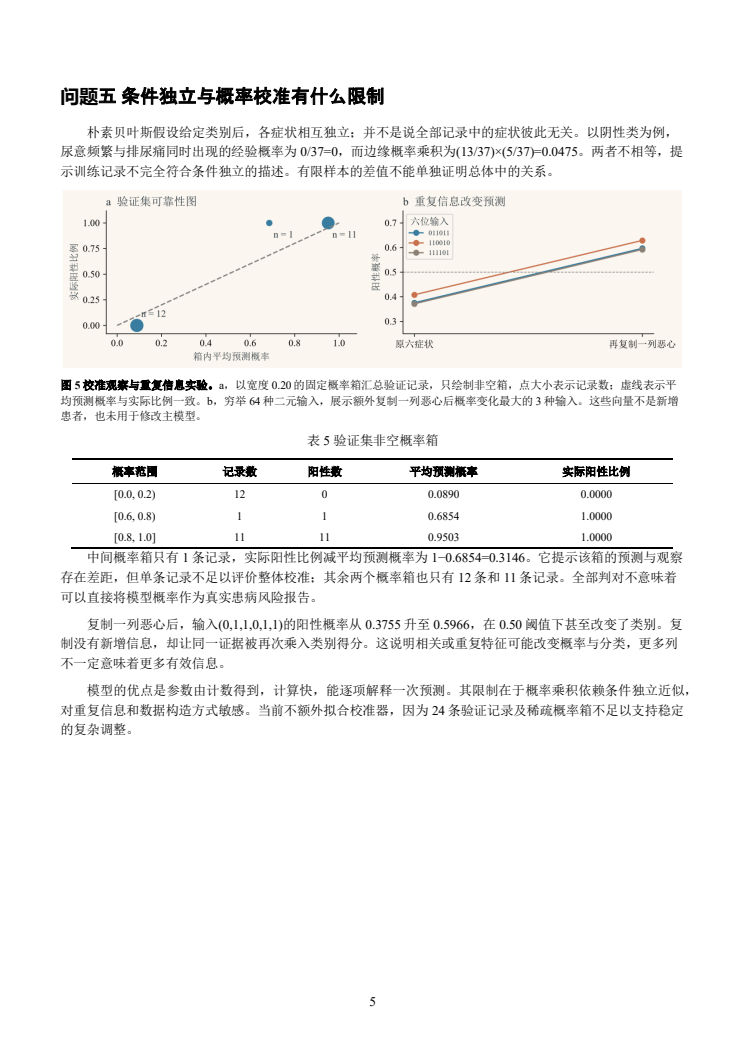 问题五 条件独立与概率校准有什么限制
朴素贝叶斯假设给定类别后，各症状相互独立；并不是说全部记录中的症状彼此无关。以阴性类为例，
尿意频繁与排尿痛同时出现的经验概率为 0/37=0，而边缘概率乘积为(13/37)×(5/37)=0.0475。两者不相等，提
示训练记录不完全符合条件独立的描述。有限样本的差值不能单独证明总体中的关系。
a 验证集可靠性图
1.00
0.75
0.50
0.25
0.00
实际阳性比例
n = 1
n = 11
n = 12
0.0 0.2 0.4 0.6 0.8 1.0
箱内平均预测概率
b 重复信息改变预测
0.7
0.6
0.5
0.4
0.3
阳性概率
六位输入
011011
110010
111101
原六症状 再复制一列恶心
图 5 校准观察与重复信息实验。a，以宽度 0.20 的固定概率箱汇总验证记录，只绘制非空箱，点大小表示记录数；虚线表示平
均预测概率与实际比例一致。b，穷举 64 种二元输入，展示额外复制一列恶心后概率变化最大的 3 种输入。这些向量不是新增
患者，也未用于修改主模型。
表 5 验证集非空概率箱
概率范围 记录数 阳性数 平均预测概率 实际阳性比例
[0.0, 0.2) 12 0 0.0890 0.0000
[0.6, 0.8) 1 1 0.6854 1.0000
[0.8, 1.0] 11 11 0.9503 1.0000
中间概率箱只有 1 条记录，实际阳性比例减平均预测概率为 1−0.6854=0.3146。它提示该箱的预测与观察
存在差距，但单条记录不足以评价整体校准；其余两个概率箱也只有 12 条和 11 条记录。全部判对不意味着
可以直接将模型概率作为真实患病风险报告。
复制一列恶心后，输入(0,1,1,0,1,1)的阳性概率从 0.3755 升至 0.5966，在 0.50 阈值下甚至改变了类别。复
制没有新增信息，却让同一证据被再次乘入类别得分。这说明相关或重复特征可能改变概率与分类，更多列
不一定意味着更多有效信息。
模型的优点是参数由计数得到，计算快，能逐项解释一次预测。其限制在于概率乘积依赖条件独立近似，
对重复信息和数据构造方式敏感。当前不额外拟合校准器，因为 24 条验证记录及稀疏概率箱不足以支持稳定
的复杂调整。
5